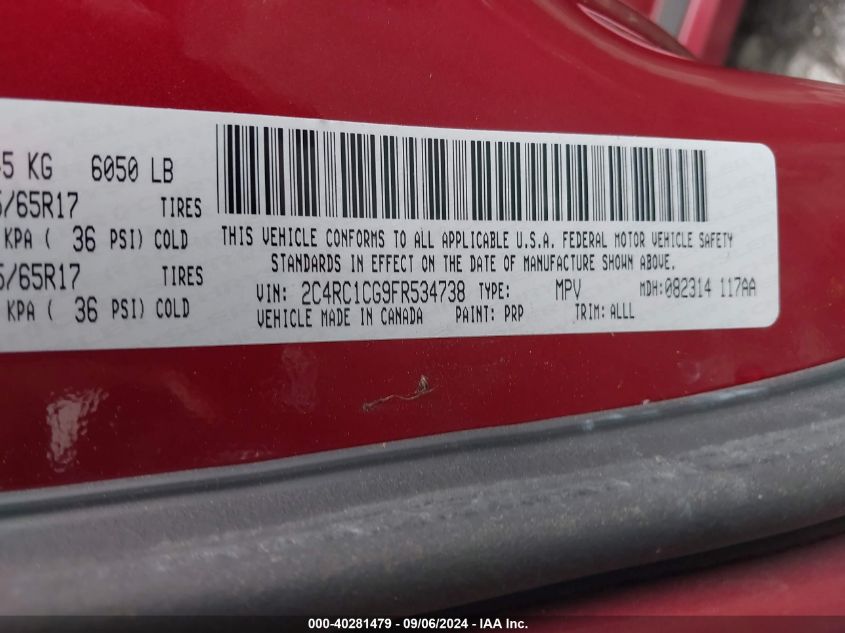 5 KG 6050 LB
/65R17 TIRES
KPA ( 36 PSI) COLD
/65R17 TIRES
KPA ( 36 PSI) COLD
THIS VEHICLE CONFORMS TO ALL APPLICABLE U.S.A. FEDERAL MOTOR VEHICLE SAFETY
STANDARDS IN EFFECT ON THE DATE OF MANUFACTURE SHOWN ABOVE.
VIN: 2C4RC1CG9FR534738 TYPE: MPV MDH: 082314 117AA
VEHICLE MADE IN CANADA PAINT: PRP TRIM: ALLL
000-40281479 - 09/06/2024 - IAA Inc.